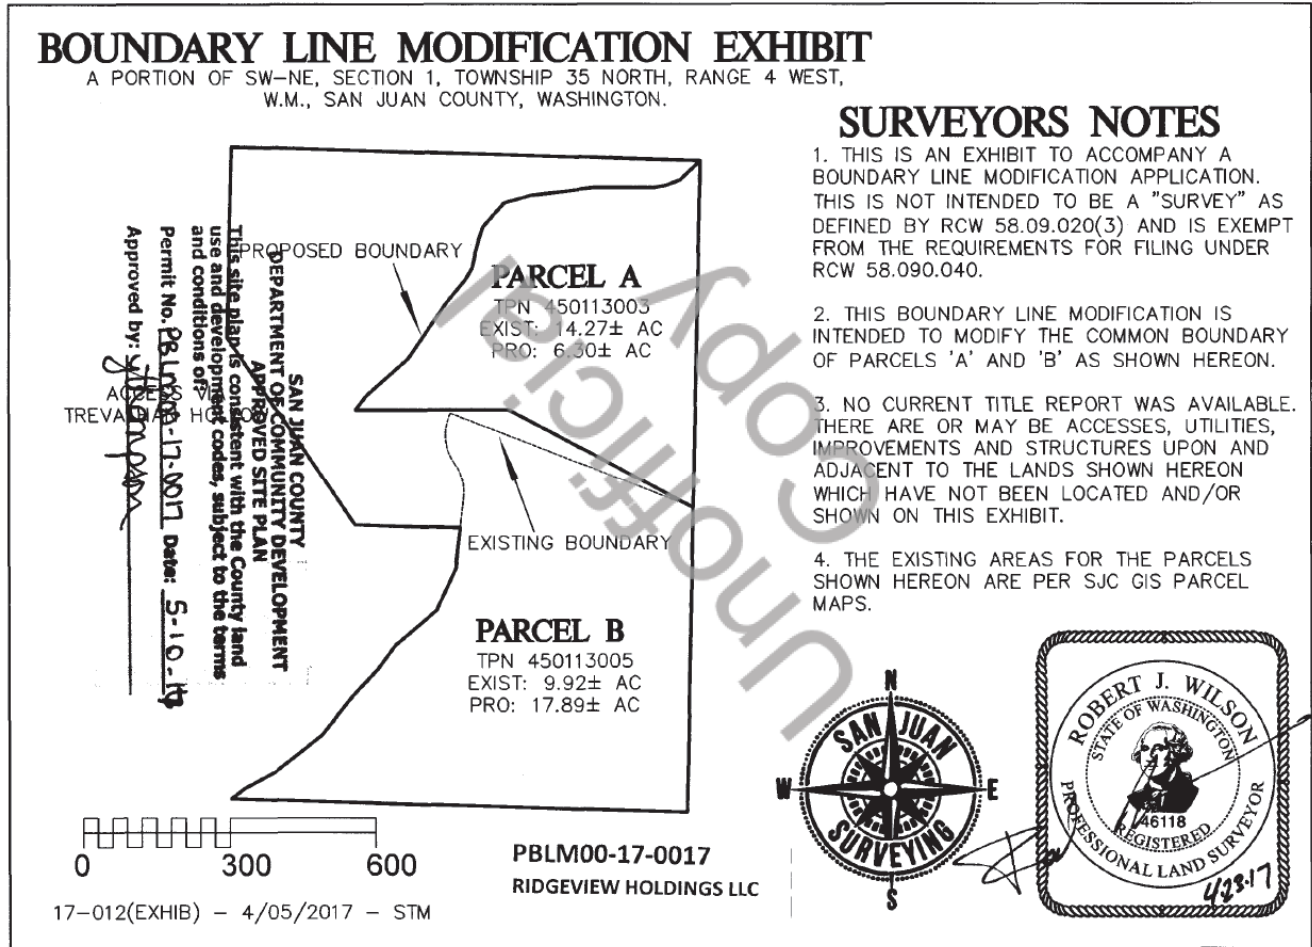 BOUNDARY LINE MODIFICATION EXHIBIT
A PORTION OF SW-NE, SECTION 1, TOWNSHIP 35 NORTH, RANGE 4 WEST,
W.M., SAN JUAN COUNTY, WASHINGTON.
SURVEYORS NOTES
1. THIS IS AN EXHIBIT TO ACCOMPANY A
BOUNDARY LINE MODIFICATION APPLICATION.
THIS IS NOT INTENDED TO BE A "SURVEY" AS
DEFINED BY RCW 58.09.020(3) AND IS EXEMPT
FROM THE REQUIREMENTS FOR FILING UNDER
RCW 58.090.040.
2. THIS BOUNDARY LINE MODIFICATION IS
INTENDED TO MODIFY THE COMMON BOUNDARY
OF PARCELS 'A' AND 'B' AS SHOWN HEREON.
3. NO CURRENT TITLE REPORT WAS AVAILABLE.
THERE ARE OR MAY BE ACCESSES, UTILITIES,
IMPROVEMENTS AND STRUCTURES UPON AND
ADJACENT TO THE LANDS SHOWN HEREON
WHICH HAVE NOT BEEN LOCATED AND/OR
SHOWN ON THIS EXHIBIT.
4. THE EXISTING AREAS FOR THE PARCELS
SHOWN HEREON ARE PER SJC GIS PARCEL
MAPS.
PROPOSED BOUNDARY
PARCEL A
TPN 450113003
EXIST: 14.27± AC
PRO: 6.30± AC
ACCESS
EXISTING BOUNDARY
PARCEL B
TPN 450113005
EXIST: 9.92± AC
PRO: 17.89± AC
SAN JUAN COUNTY
DEPARTMENT OF COMMUNITY DEVELOPMENT
APPROVED SITE PLAN
This site plan is consistent with the County land
use and development codes, subject to the terms
and conditions of:
Permit No. PBLM00-17-0017 Date: 5-10-17
Approved by: Thompson
Unofficial
Copy
N
W
E
S
SAN JUAN
SURVEYING
ROBERT J. WILSON
STATE OF WASHINGTON
46118
REGISTERED
PROFESSIONAL LAND SURVEYOR
4-23-17
0 300 600
PBLM00-17-0017
RIDGEVIEW HOLDINGS LLC
17-012(EXHIB) - 4/05/2017 - STM